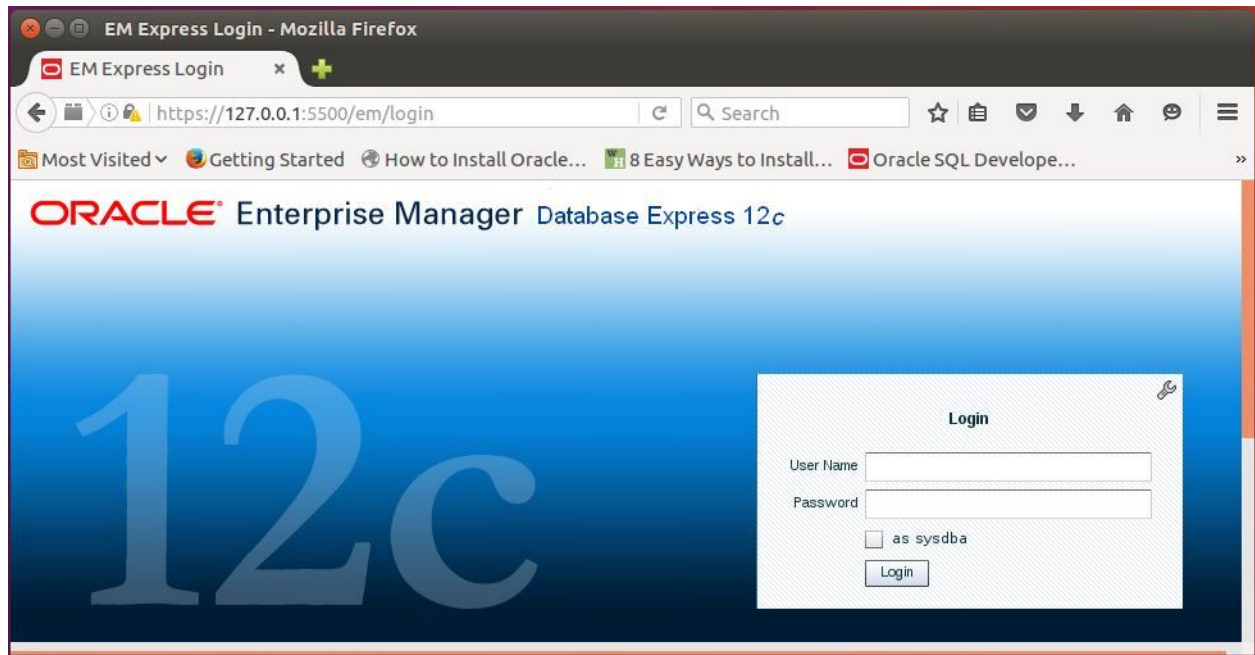 EM Express Login - Mozilla Firefox
EM Express Login
https://127.0.0.1:5500/em/login
Search
Most Visited Getting Started How to Install Oracle... 8 Easy Ways to Install... Oracle SQL Develope...
ORACLE Enterprise Manager Database Express 12c
12c
Login
User Name
Password
as sysdba
Login